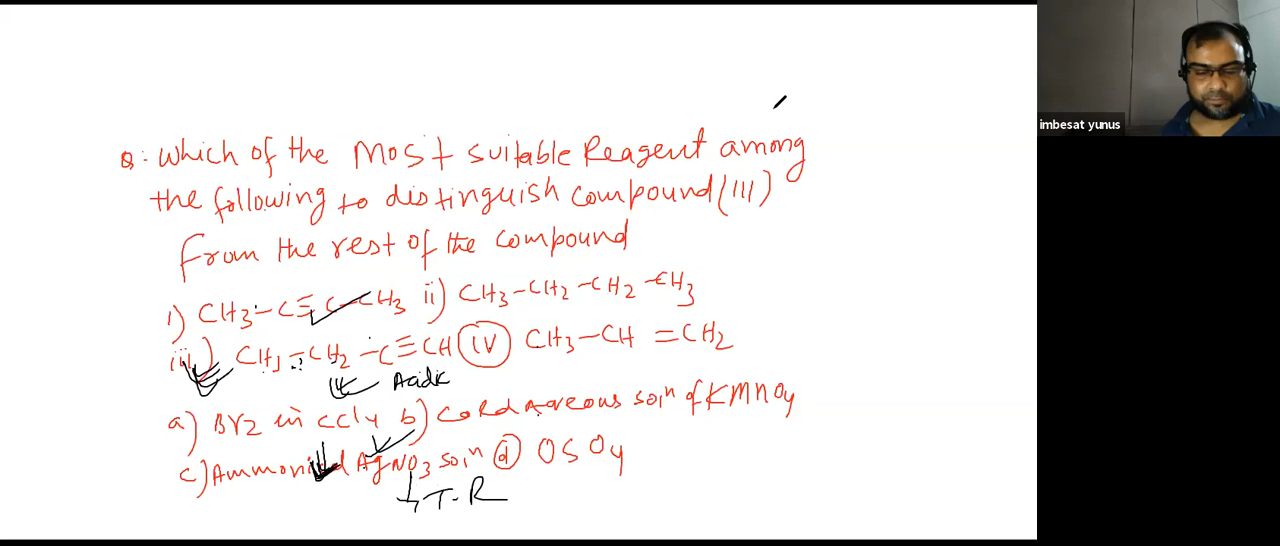 Q:- Which of the Most suitable Reagent among
the following to distinguish compound (III)
From the rest of the compound
i) CH3-C≡C-CH3 ii) CH3-CH2-CH2-CH3
iii) CH3-CH2-C≡CH (IV) CH3-CH=CH2
Acidic
a) Br2 in CCl4 b) Cold Aqeous soln of KMnO4
c) Ammoniated AgNO3 soln (d) OSO4
T.R
imbesat yunus